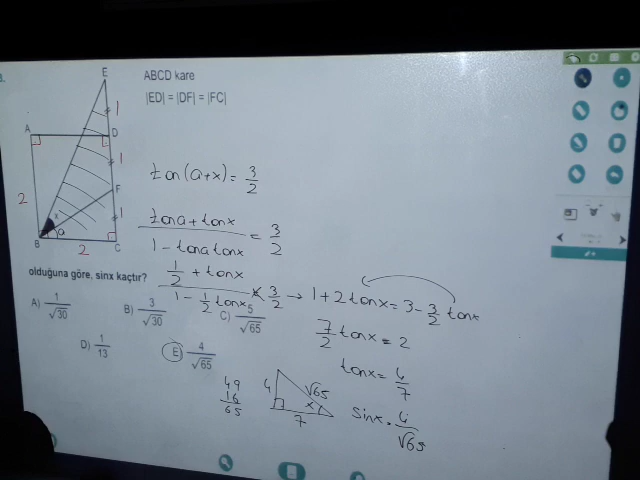 E
ABCD kare
|ED| = |DF| = |FC|
1
A
D
1
tan(a+x) = 3/2
F
2
x
a
1
B
2
C
tana + tanx / 1 - tana tanx = 3/2
olduğuna göre, sinx kaçtır?
1/2 + tanx / 1 - 1/2 tanx = 3/2 → 1 + 2tanx = 3 - 3/2 tanx
A) 1/√30
B) 3/√30
C) 5/√65
7/2 tanx = 2
D) 1/13
E) 4/√65
tanx = 4/7
49
16
65
4
√65
x
7
sinx = 4/√65